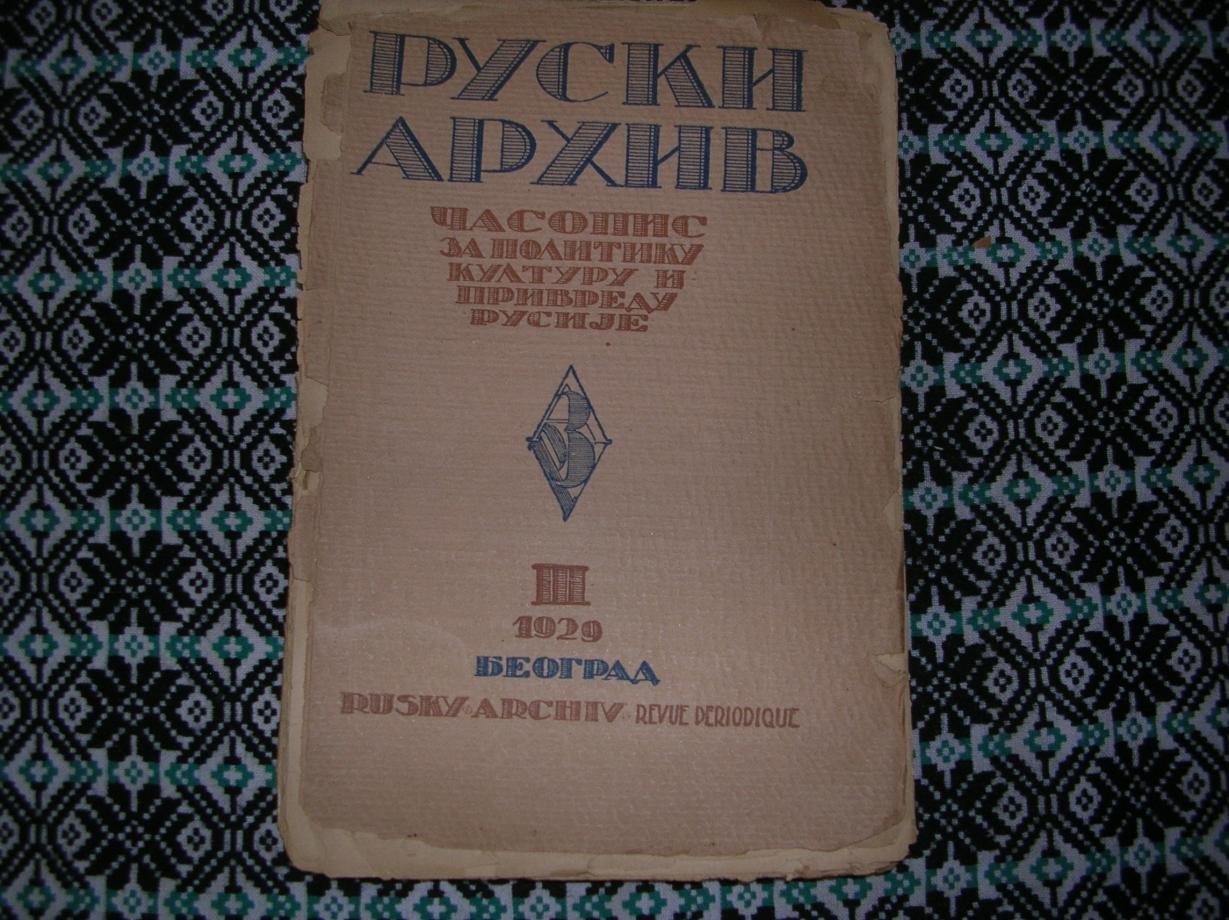 РУСКИ
АРХИВ
ЧАСОПИС
ЗА ПОЛИТИКУ
КУЛТУРУ И
ПРИВРЕДУ
РУСИЈЕ
III
1929
БЕОГРАД
RUSKY ARCHIV REVUE PERIODIQUE